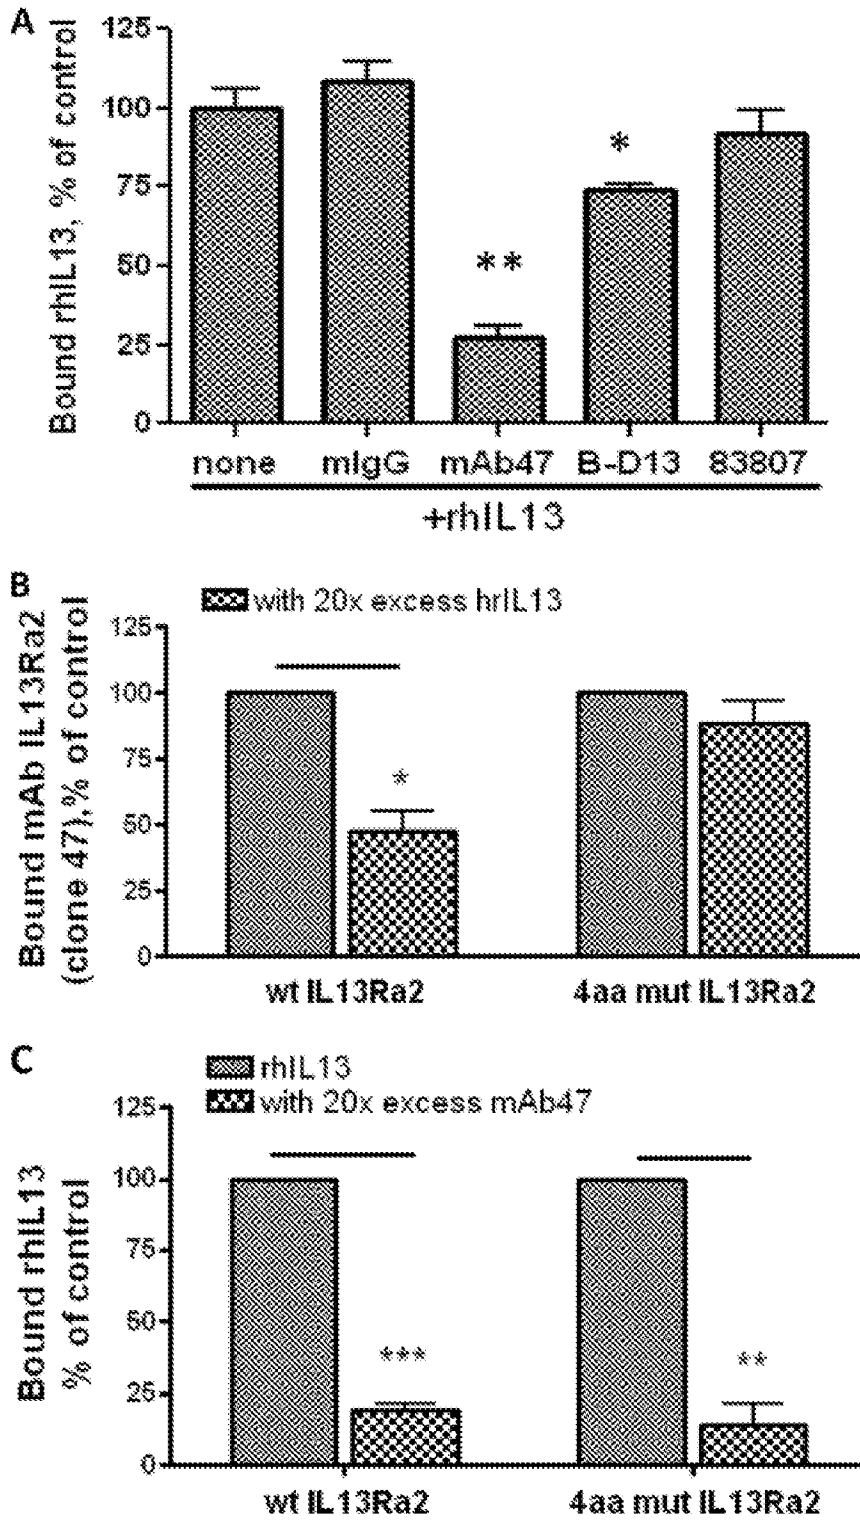 A
Bound rhIL13, % of control
125
100
75
50
25
0
**
*
none mIgG mAb47 B-D13 83807
+rhIL13
B
with 20x excess hrIL13
Bound mAb IL13Ra2
(clone 47),% of control
125
100
75
50
25
0
*
wt IL13Ra2 4aa mut IL13Ra2
C
rhIL13
with 20x excess mAb47
Bound rhIL13
% of control
125
100
75
50
25
0
***
**
wt IL13Ra2 4aa mut IL13Ra2